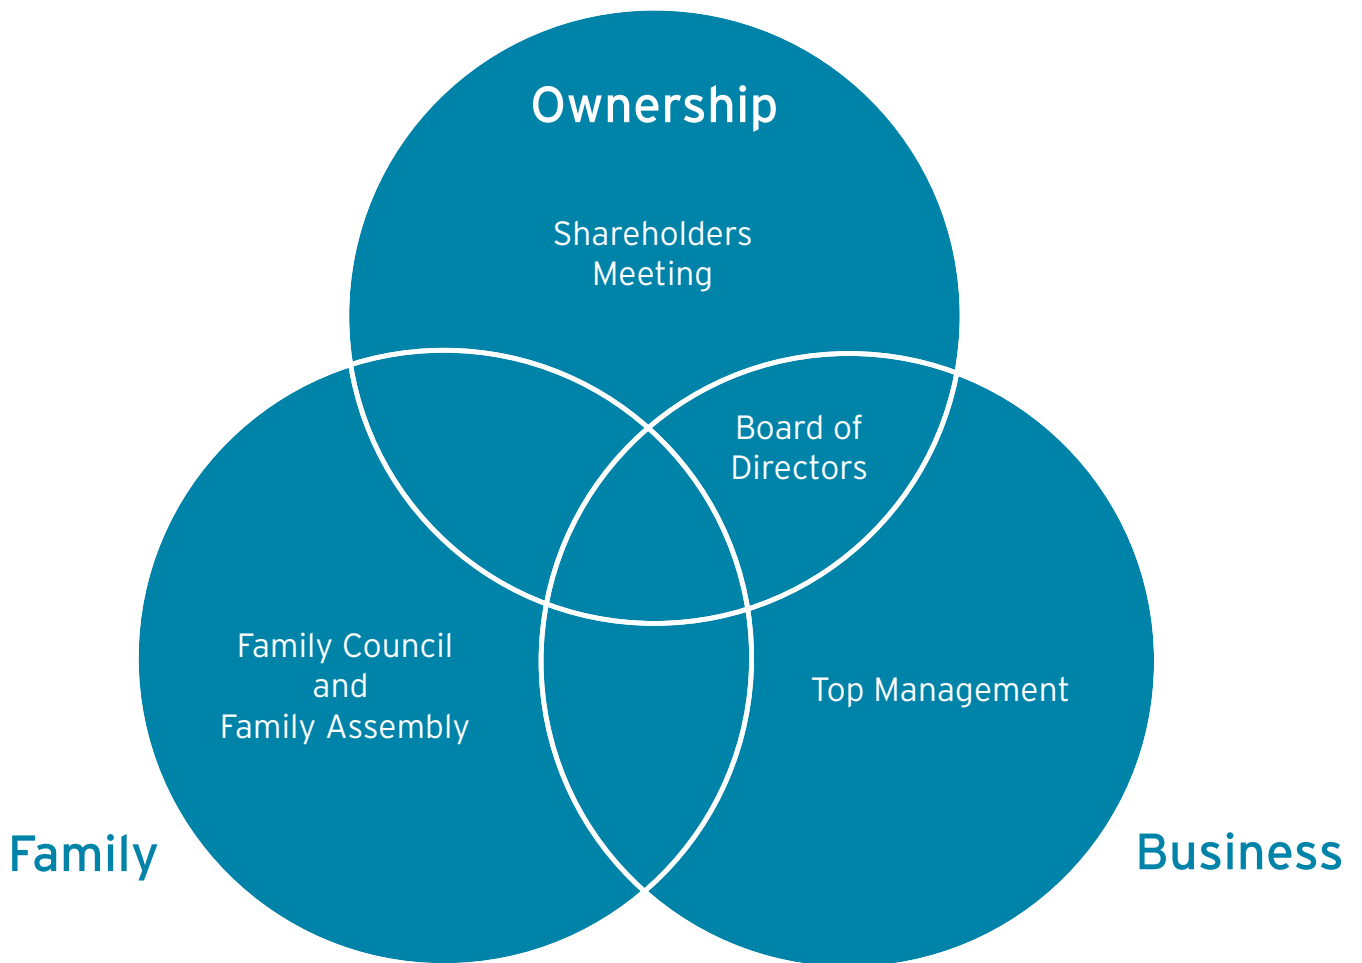 Ownership
Shareholders
Meeting
Board of
Directors
Family Council
and
Family Assembly
Top Management
Family
Business